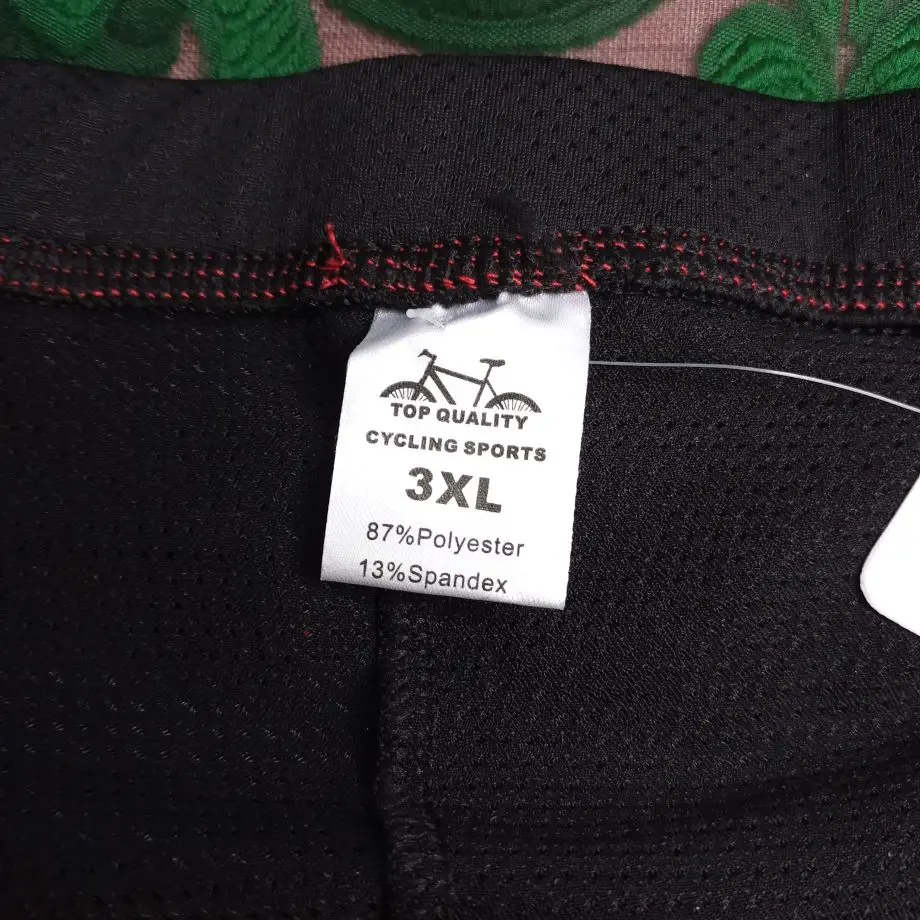 TOP QUALITY
CYCLING SPORTS
3XL
87%Polyester
13%Spandex